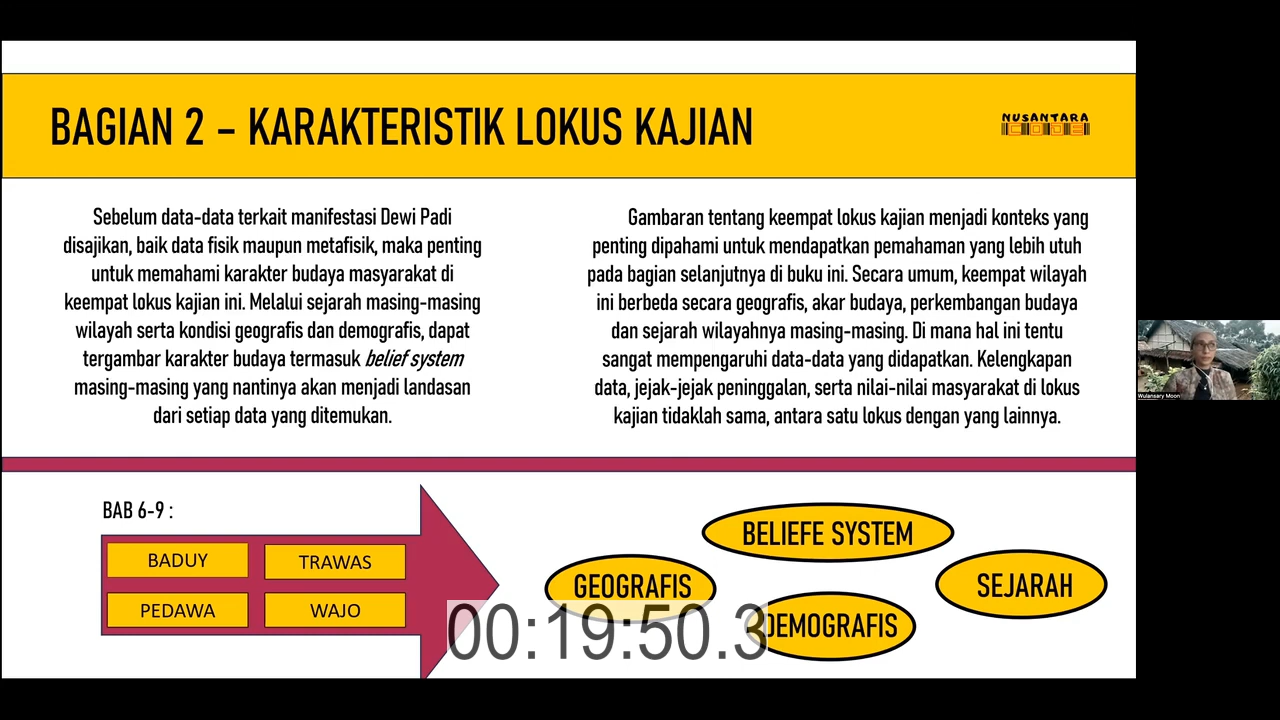 BAGIAN 2 – KARAKTERISTIK LOKUS KAJIAN
NUSANTARA
CODE
Sebelum data-data terkait manifestasi Dewi Padi
disajikan, baik data fisik maupun metafisik, maka penting
untuk memahami karakter budaya masyarakat di
keempat lokus kajian ini. Melalui sejarah masing-masing
wilayah serta kondisi geografis dan demografis, dapat
tergambar karakter budaya termasuk belief system
masing-masing yang nantinya akan menjadi landasan
dari setiap data yang ditemukan.
Gambaran tentang keempat lokus kajian menjadi konteks yang
penting dipahami untuk mendapatkan pemahaman yang lebih utuh
pada bagian selanjutnya di buku ini. Secara umum, keempat wilayah
ini berbeda secara geografis, akar budaya, perkembangan budaya
dan sejarah wilayahnya masing-masing. Di mana hal ini tentu
sangat mempengaruhi data-data yang didapatkan. Kelengkapan
data, jejak-jejak peninggalan, serta nilai-nilai masyarakat di lokus
kajian tidaklah sama, antara satu lokus dengan yang lainnya.
BAB 6-9 :
BADUY
TRAWAS
PEDAWA
WAJO
BELIEFE SYSTEM
GEOGRAFIS
SEJARAH
DEMOGRAFIS
00:19:50.3
Wulansary Moon